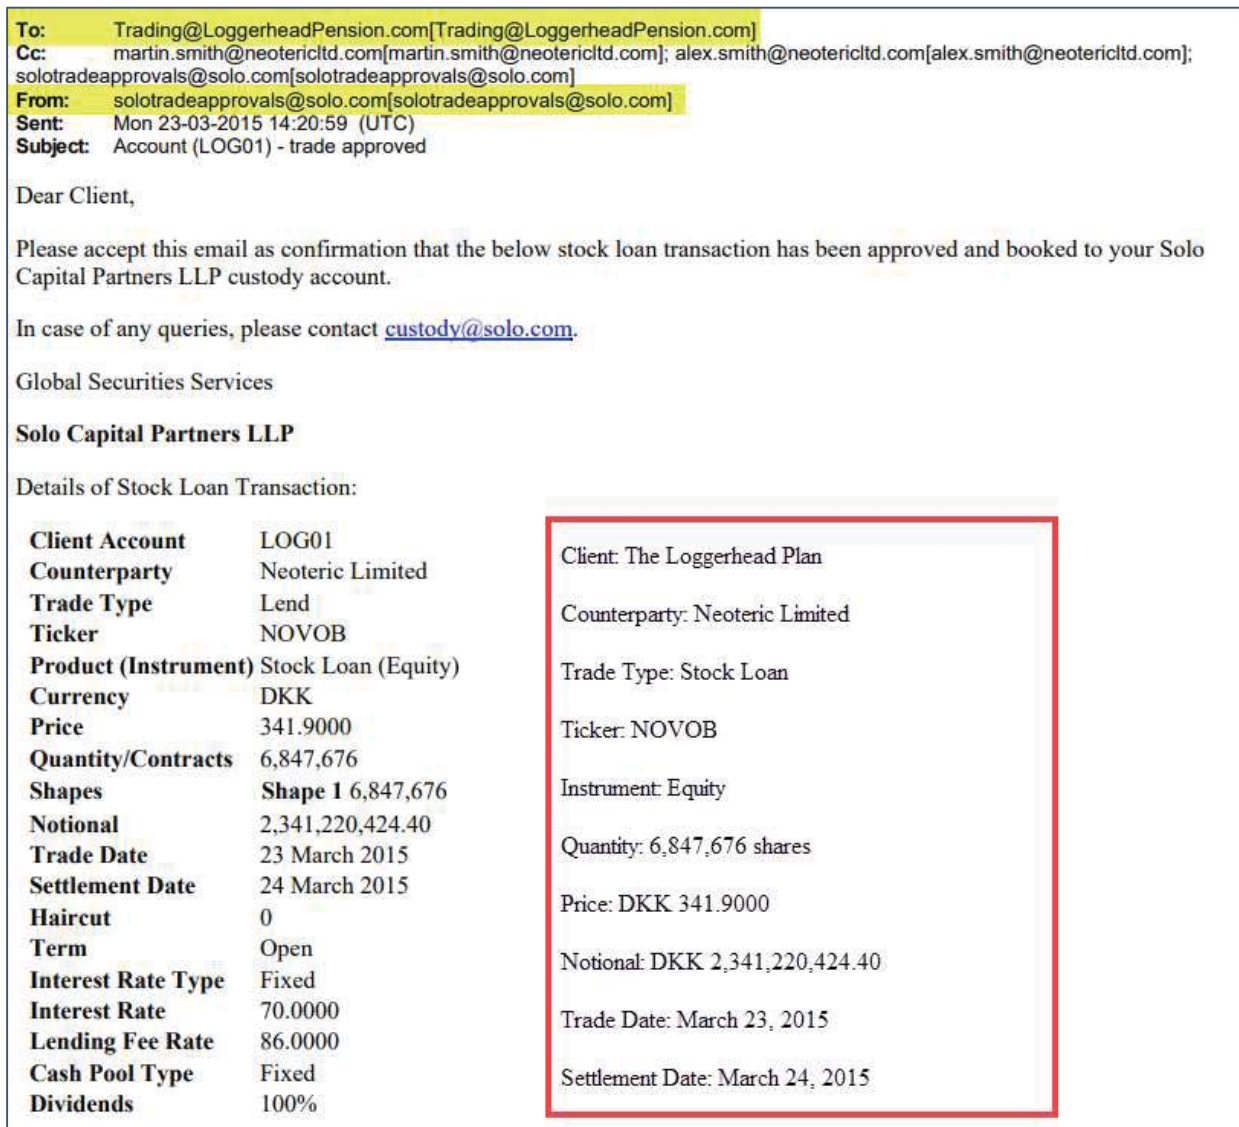 To: Trading@LoggerheadPension.com[Trading@LoggerheadPension.com]
Cc: martin.smith@neotericltd.com[martin.smith@neotericltd.com]; alex.smith@neotericltd.com[alex.smith@neotericltd.com];
solotradeapprovals@solo.com[solotradeapprovals@solo.com]
From: solotradeapprovals@solo.com[solotradeapprovals@solo.com]
Sent: Mon 23-03-2015 14:20:59 (UTC)
Subject: Account (LOG01) - trade approved
Dear Client,
Please accept this email as confirmation that the below stock loan transaction has been approved and booked to your Solo
Capital Partners LLP custody account.
In case of any queries, please contact custody@solo.com.
Global Securities Services
Solo Capital Partners LLP
Details of Stock Loan Transaction:
Client Account LOG01
Counterparty Neoteric Limited
Trade Type Lend
Ticker NOVOB
Product (Instrument) Stock Loan (Equity)
Currency DKK
Price 341.9000
Quantity/Contracts 6,847,676
Shapes Shape 1 6,847,676
Notional 2,341,220,424.40
Trade Date 23 March 2015
Settlement Date 24 March 2015
Haircut 0
Term Open
Interest Rate Type Fixed
Interest Rate 70.0000
Lending Fee Rate 86.0000
Cash Pool Type Fixed
Dividends 100%
Client: The Loggerhead Plan
Counterparty: Neoteric Limited
Trade Type: Stock Loan
Ticker: NOVOB
Instrument: Equity
Quantity: 6,847,676 shares
Price: DKK 341.9000
Notional: DKK 2,341,220,424.40
Trade Date: March 23, 2015
Settlement Date: March 24, 2015